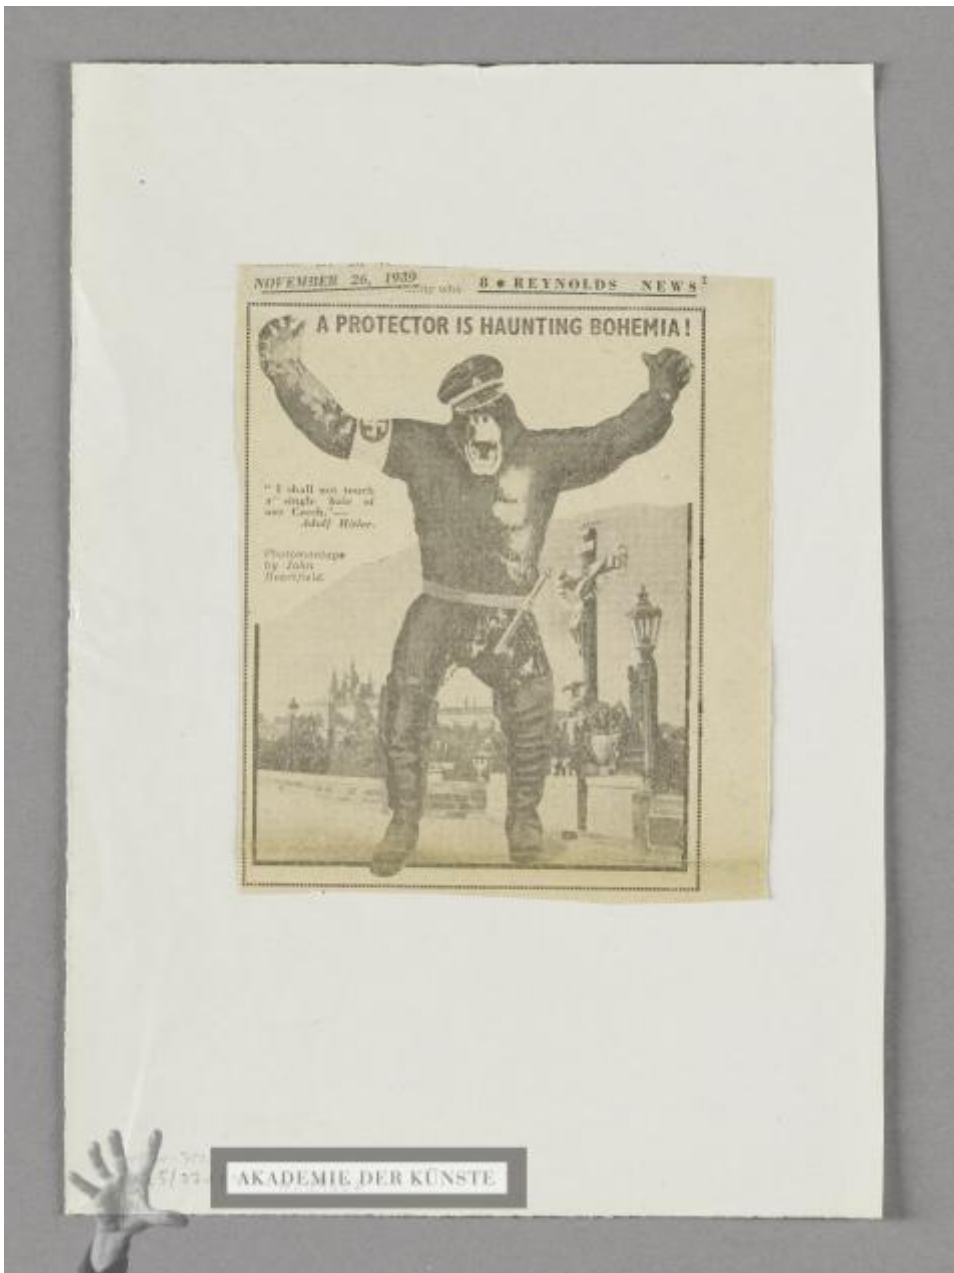 NOVEMBER 26, 1939
who
8 ● REYNOLDS NEWS
A PROTECTOR IS HAUNTING BOHEMIA!
" I shall not touch
a single hair of
one Czech."—
Adolf Hitler.
Photomontage
by John
Heartfield.
AKADEMIE DER KÜNSTE